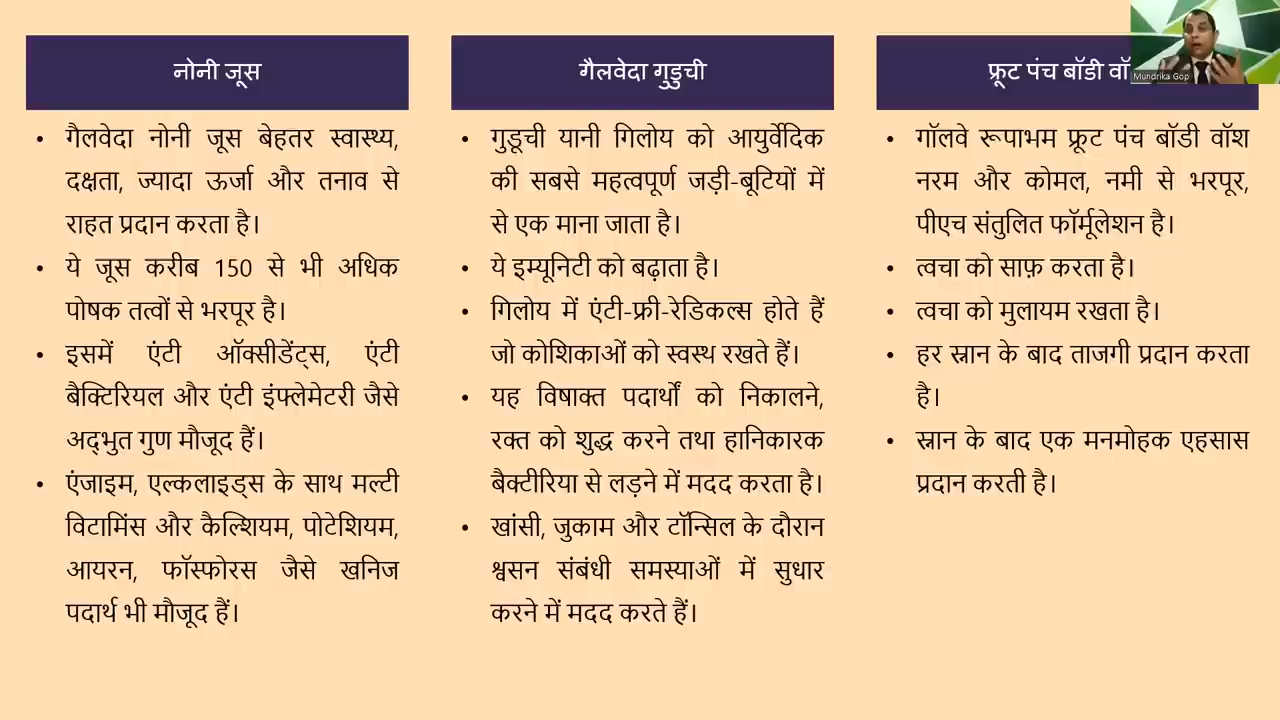 नोनी जूस
गैलवेदा नोनी जूस बेहतर स्वास्थ्य,
दक्षता, ज्यादा ऊर्जा और तनाव से
राहत प्रदान करता है।
ये जूस करीब 150 से भी अधिक
पोषक तत्वों से भरपूर है।
इसमें एंटी ऑक्सीडेंट्स, एंटी
बैक्टिरियल और एंटी इंफ्लेमेटरी जैसे
अद्भुत गुण मौजूद हैं।
एंजाइम, एल्कलाइड्स के साथ मल्टी
विटामिंस और कैल्शियम, पोटेशियम,
आयरन, फॉस्फोरस जैसे खनिज
पदार्थ भी मौजूद हैं।
गैलवेदा गुडुची
गुडूची यानी गिलोय को आयुर्वेदिक
की सबसे महत्वपूर्ण जड़ी-बूटियों में
से एक माना जाता है।
ये इम्यूनिटी को बढ़ाता है।
गिलोय में एंटी-फ्री-रेडिकल्स होते हैं
जो कोशिकाओं को स्वस्थ रखते हैं।
यह विषाक्त पदार्थों को निकालने,
रक्त को शुद्ध करने तथा हानिकारक
बैक्टीरिया से लड़ने में मदद करता है।
खांसी, जुकाम और टॉन्सिल के दौरान
श्वसन संबंधी समस्याओं में सुधार
करने में मदद करते हैं।
फ्रूट पंच बॉडी
Mundrika Gop
गॉलवे रूपाभम फ्रूट पंच बॉडी वॉश
नरम और कोमल, नमी से भरपूर,
पीएच संतुलित फॉर्मूलेशन है।
त्वचा को साफ़ करता है।
त्वचा को मुलायम रखता है।
हर स्नान के बाद ताजगी प्रदान करता
है।
स्नान के बाद एक मनमोहक एहसास
प्रदान करती है।